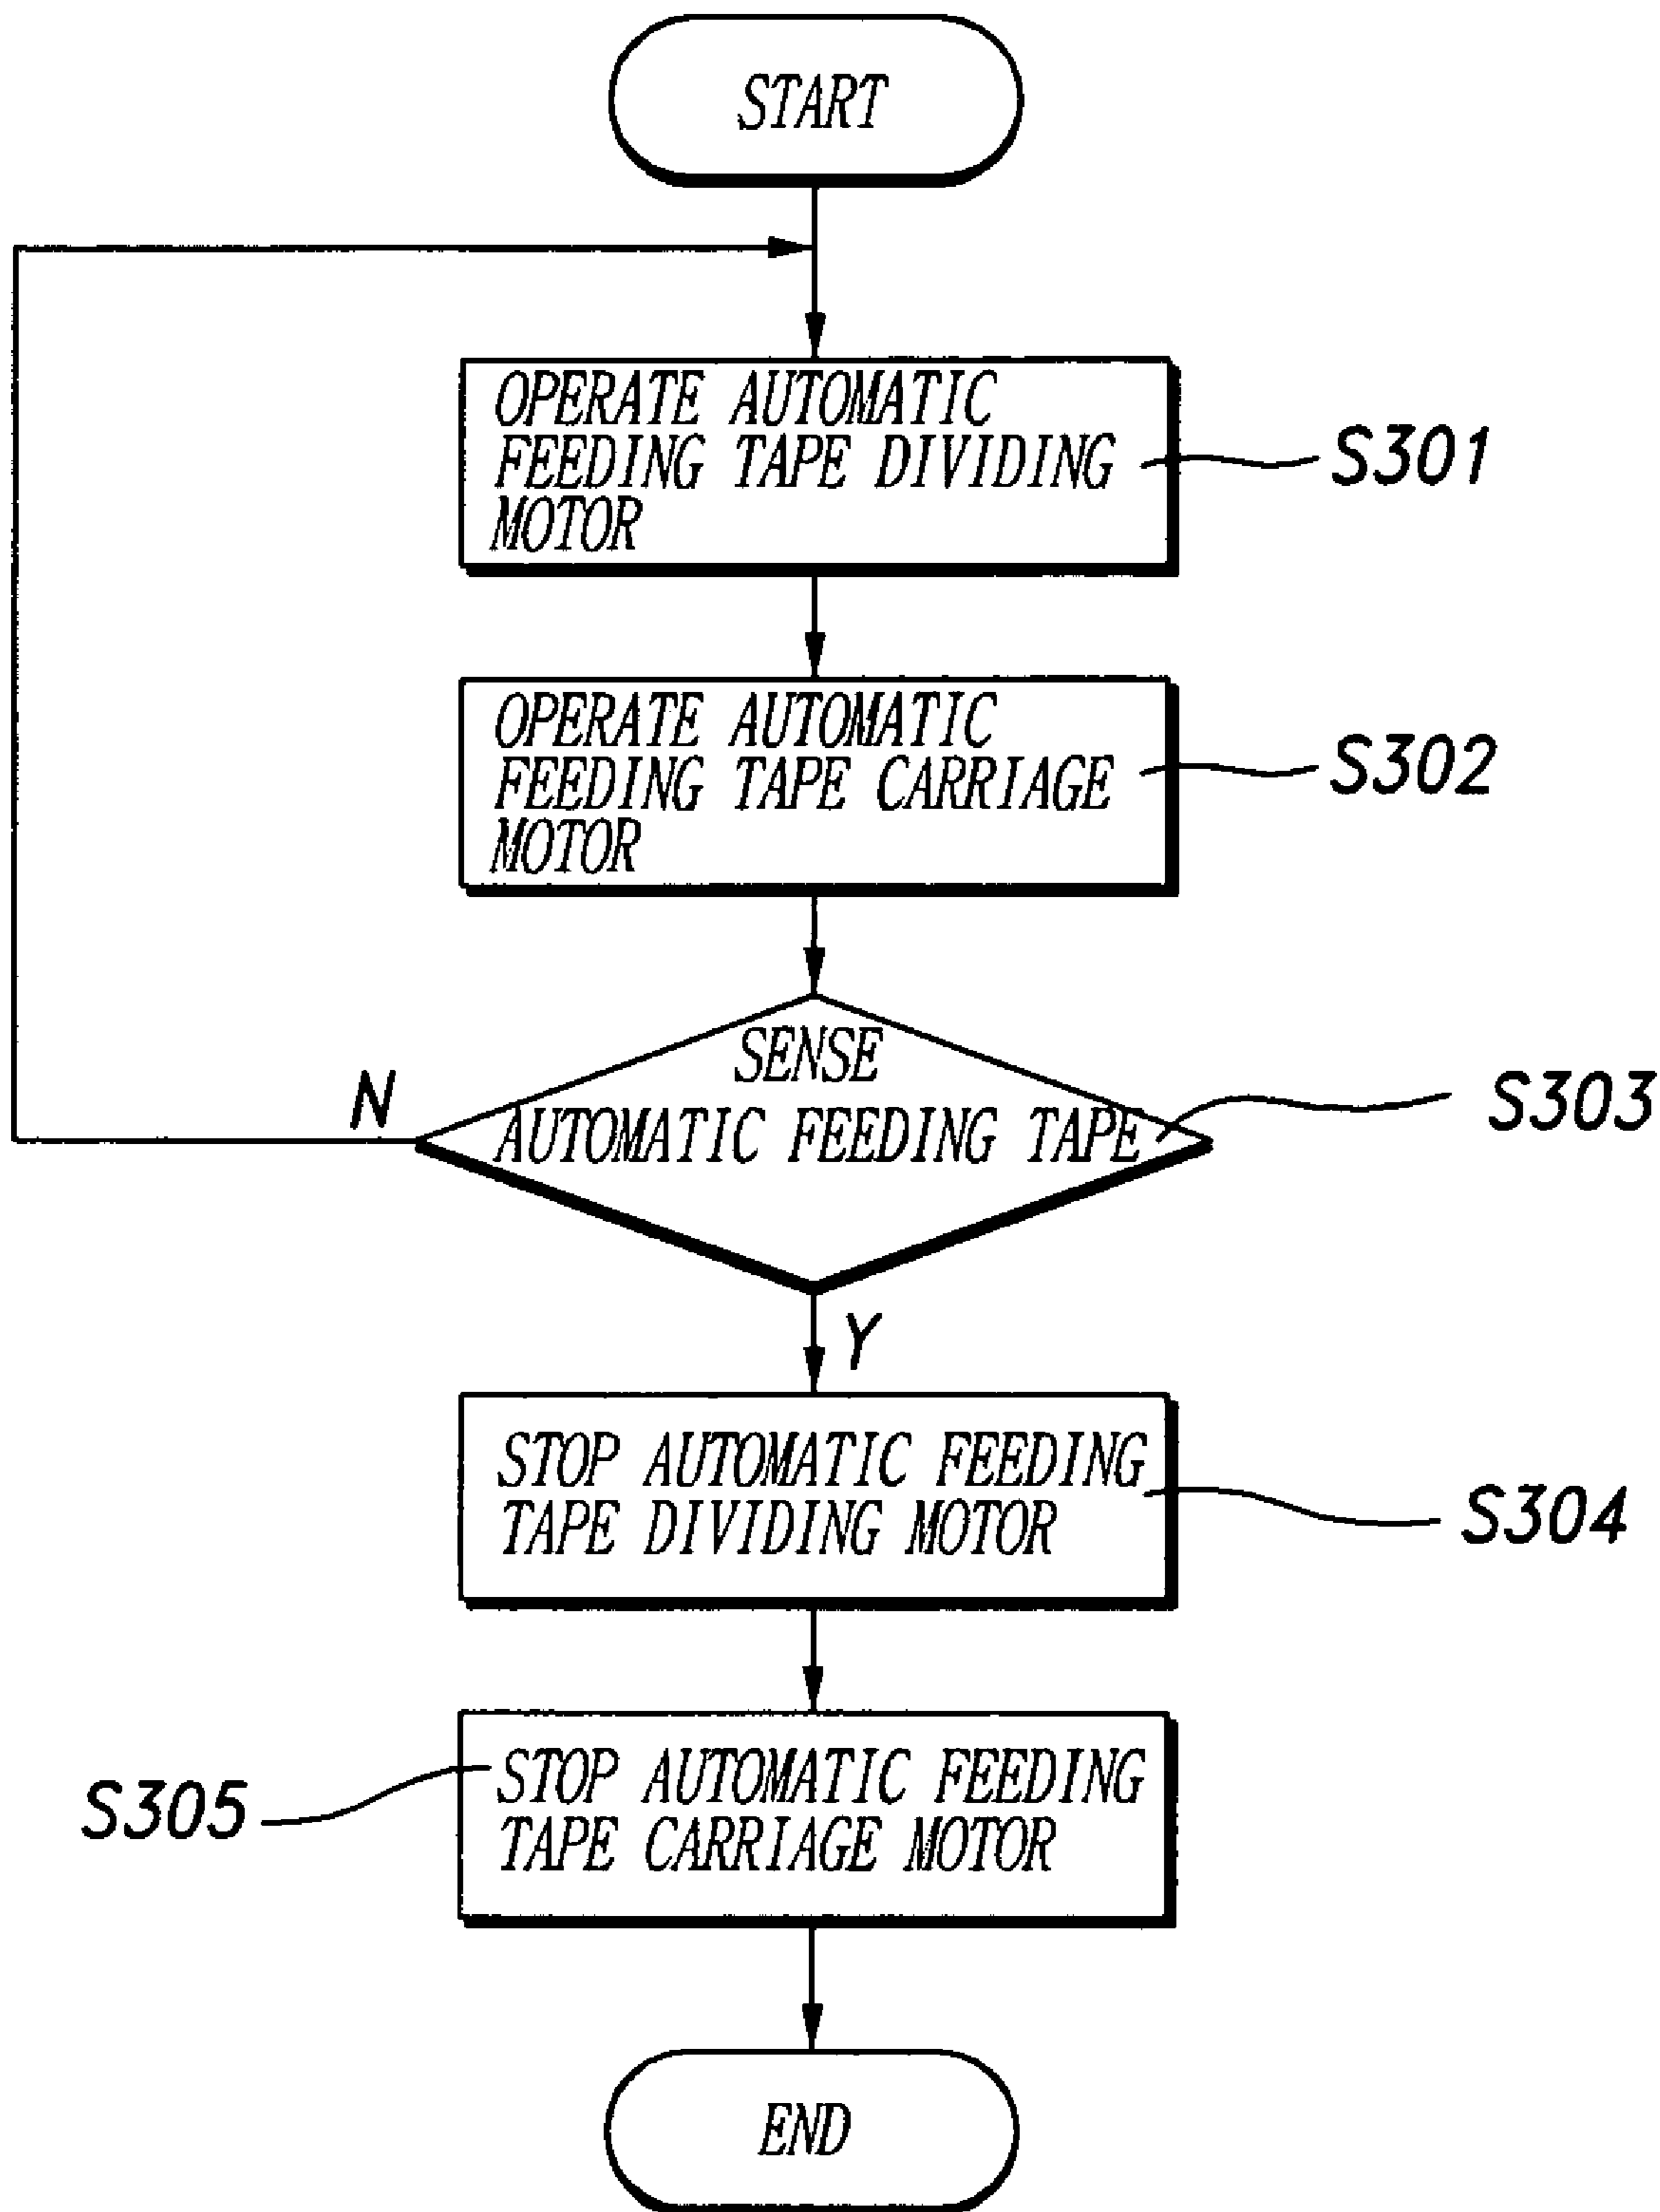 START
OPERATE AUTOMATIC
FEEDING TAPE DIVIDING
MOTOR
S301
OPERATE AUTOMATIC
FEEDING TAPE CARRIAGE
MOTOR
S302
SENSE
AUTOMATIC FEEDING TAPE
S303
N
Y
STOP AUTOMATIC FEEDING
TAPE DIVIDING MOTOR
S304
STOP AUTOMATIC FEEDING
TAPE CARRIAGE MOTOR
S305
END